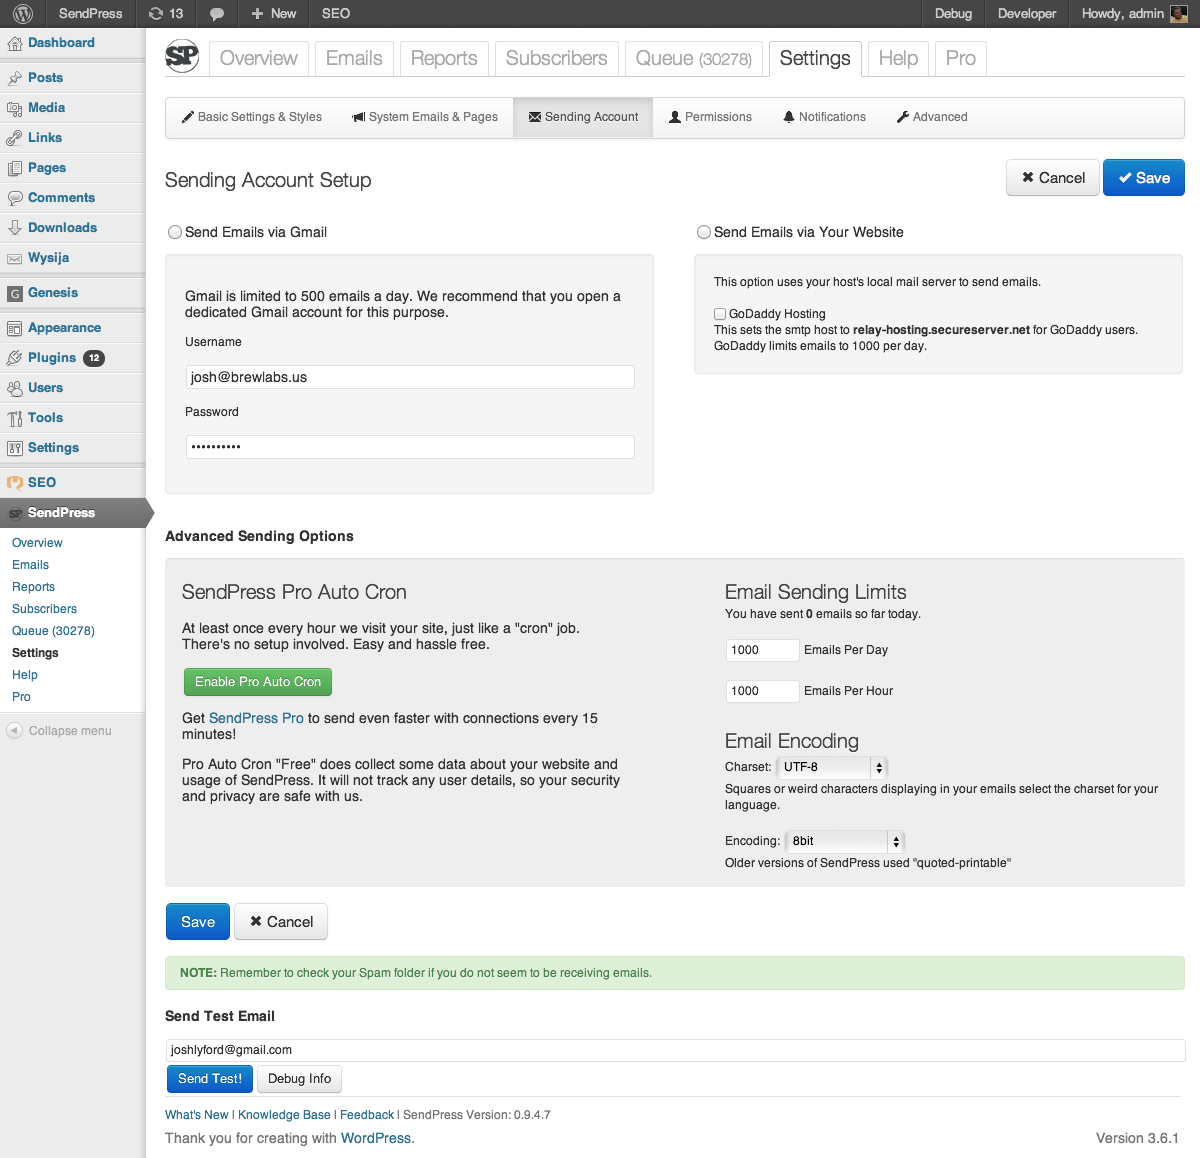 SendPress 13 New SEO Debug Developer Howdy, admin
Dashboard
Posts
Media
Links
Pages
Comments
Downloads
Wysija
G Genesis
Appearance
Plugins 12
Users
Tools
Settings
SEO
SP SendPress
Overview
Emails
Reports
Subscribers
Queue (30278)
Settings
Help
Pro
Collapse menu
SP Overview Emails Reports Subscribers Queue (30278) Settings Help Pro
Basic Settings & Styles System Emails & Pages Sending Account Permissions Notifications Advanced
Sending Account Setup
Cancel Save
Send Emails via Gmail
Gmail is limited to 500 emails a day. We recommend that you open a
dedicated Gmail account for this purpose.
Username
josh@brewlabs.us
Password
••••••••••
Send Emails via Your Website
This option uses your host's local mail server to send emails.
GoDaddy Hosting
This sets the smtp host to relay-hosting.secureserver.net for GoDaddy users.
GoDaddy limits emails to 1000 per day.
Advanced Sending Options
SendPress Pro Auto Cron
At least once every hour we visit your site, just like a "cron" job.
There's no setup involved. Easy and hassle free.
Enable Pro Auto Cron
Get SendPress Pro to send even faster with connections every 15
minutes!
Pro Auto Cron "Free" does collect some data about your website and
usage of SendPress. It will not track any user details, so your security
and privacy are safe with us.
Email Sending Limits
You have sent 0 emails so far today.
1000 Emails Per Day
1000 Emails Per Hour
Email Encoding
Charset: UTF-8
Squares or weird characters displaying in your emails select the charset for your
language.
Encoding: 8bit
Older versions of SendPress used "quoted-printable"
Save Cancel
NOTE: Remember to check your Spam folder if you do not seem to be receiving emails.
Send Test Email
joshlyford@gmail.com
Send Test! Debug Info
What's New | Knowledge Base | Feedback | SendPress Version: 0.9.4.7
Thank you for creating with WordPress. Version 3.6.1